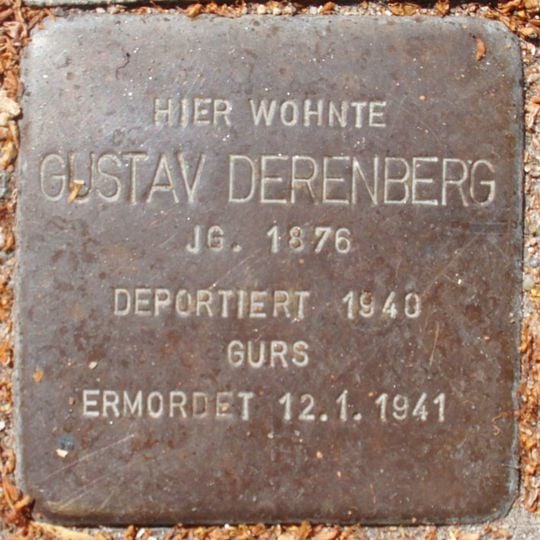 HIER WOHNTE
GUSTAV DERENBERG
JG. 1876
DEPORTIERT 1940
GURS
ERMORDET 12.1.1941